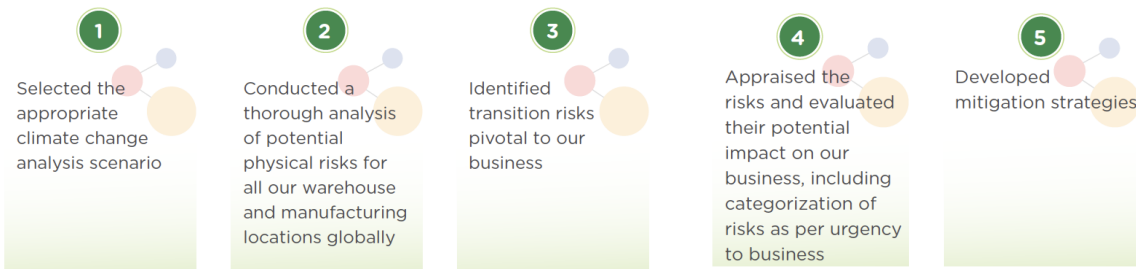 1
Selected the
appropriate
climate change
analysis scenario
2
Conducted a
thorough analysis
of potential
physical risks for
all our warehouse
and manufacturing
locations globally
3
Identified
transition risks
pivotal to our
business
4
Appraised the
risks and evaluated
their potential
impact on our
business, including
categorization of
risks as per urgency
to business
5
Developed
mitigation strategies